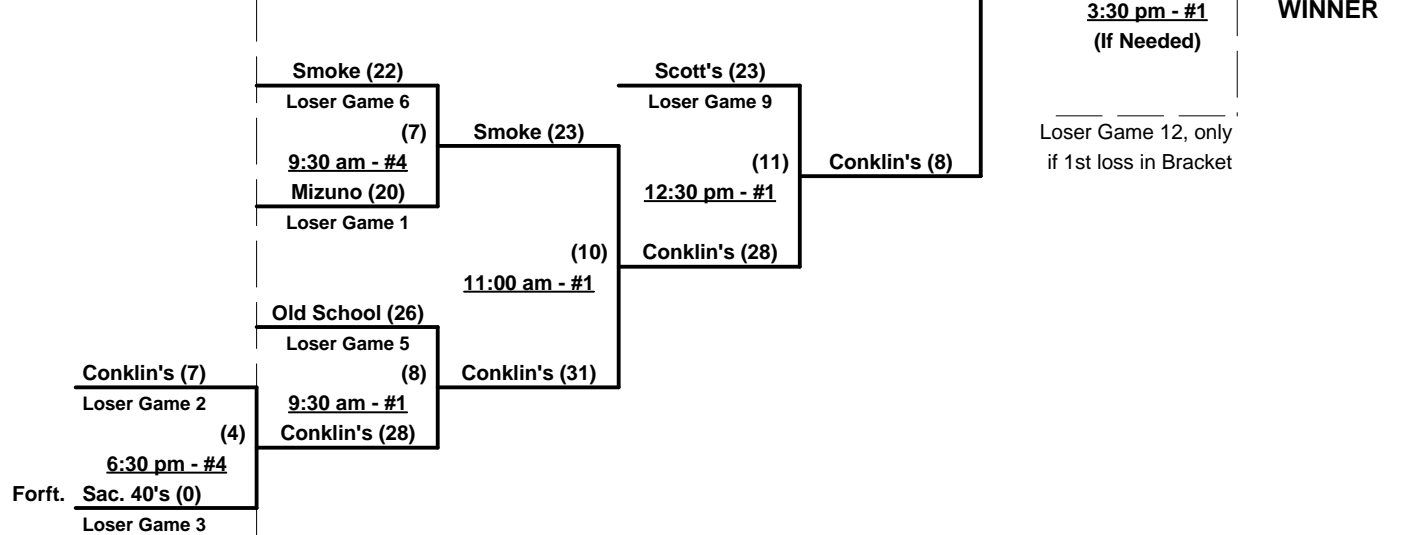 3:30 pm - #1
WINNER
(If Needed)
Smoke (22)
Scott's (23)
Loser Game 6
Loser Game 9
(7)
Smoke (23)
Loser Game 12, only
9:30 am - #4
(11)
Conklin's (8)
if 1st loss in Bracket
Mizuno (20)
12:30 pm - #1
Loser Game 1
(10)
Conklin's (28)
11:00 am - #1
Old School (26)
Loser Game 5
Conklin's (7)
(8)
Conklin's (31)
Loser Game 2
9:30 am - #1
(4)
Conklin's (28)
6:30 pm - #4
Forft. Sac. 40's (0)
Loser Game 3